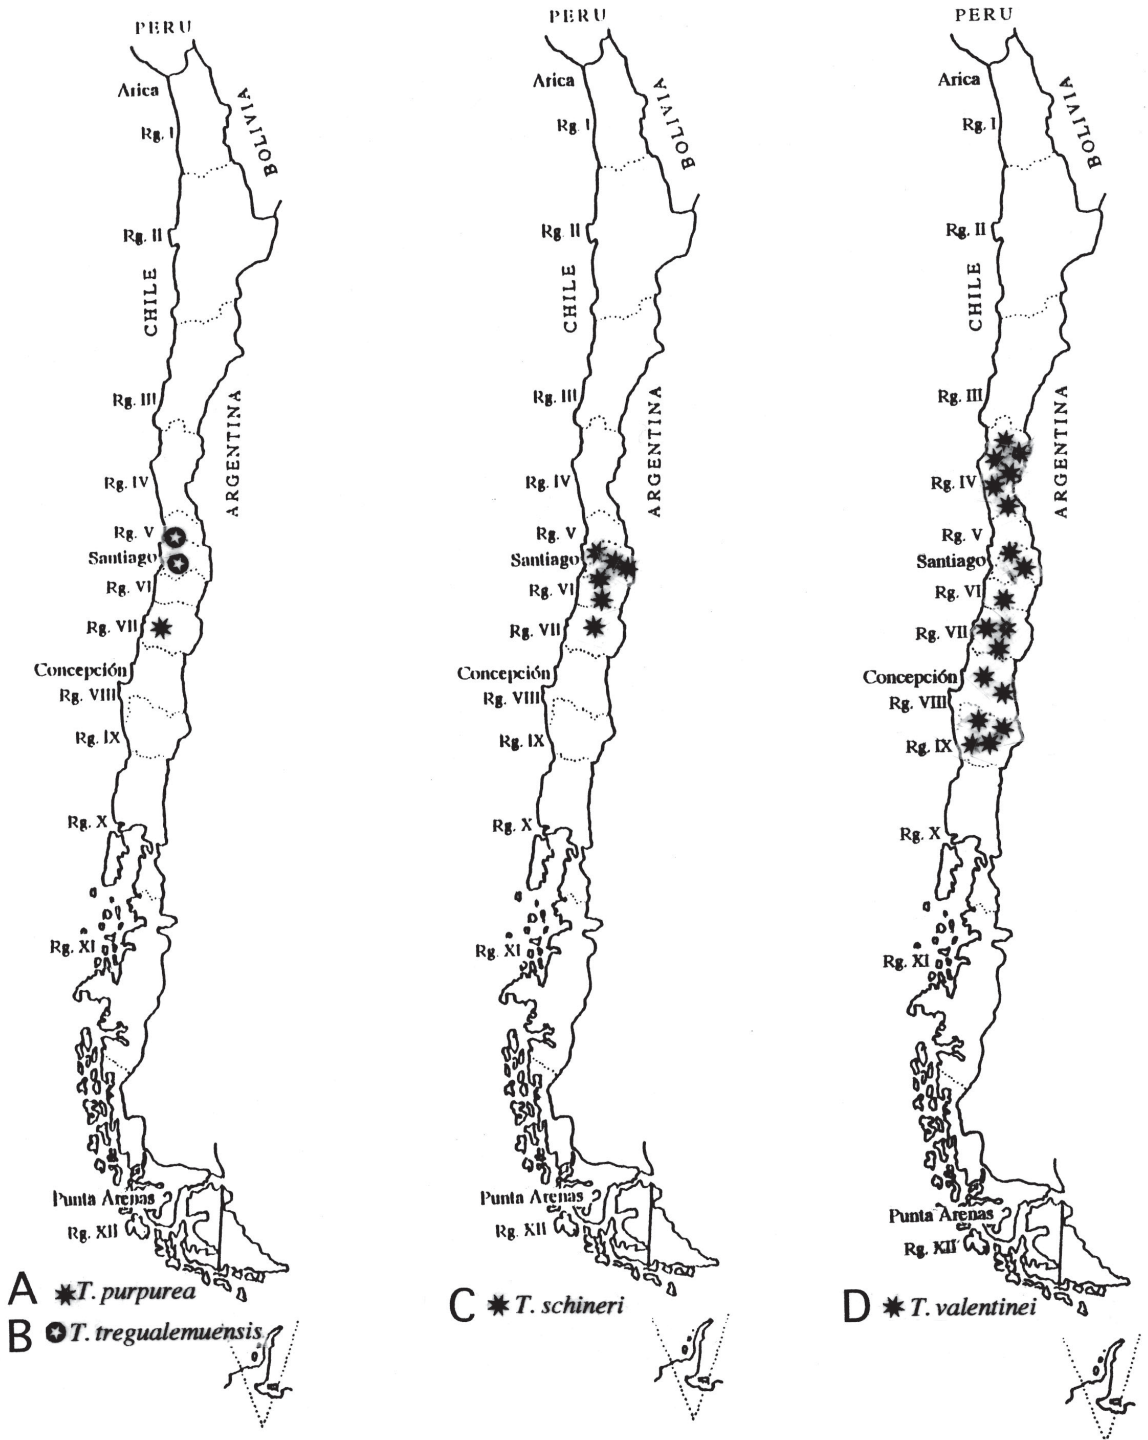 PERU
Arica
Rg. I
BOLIVIA
Rg. II
CHILE
Rg. III
ARGENTINA
Rg. IV
Rg. V
Santiago
Rg. VI
Rg. VII
Concepción
Rg. VIII
Rg. IX
Rg. X
Rg. XI
Punta Arenas
Rg. XII
A T. purpurea
B T. tregualemuensis
PERU
Arica
Rg. I
BOLIVIA
Rg. II
CHILE
Rg. III
ARGENTINA
Rg. IV
Rg. V
Santiago
Rg. VI
Rg. VII
Concepción
Rg. VIII
Rg. IX
Rg. X
Rg. XI
Punta Arenas
Rg. XII
C T. schineri
PERU
Arica
Rg. I
BOLIVIA
Rg. II
CHILE
Rg. III
ARGENTINA
Rg. IV
Rg. V
Santiago
Rg. VI
Rg. VII
Concepción
Rg. VIII
Rg. IX
Rg. X
Rg. XI
Punta Arenas
Rg. XII
D T. valentinei